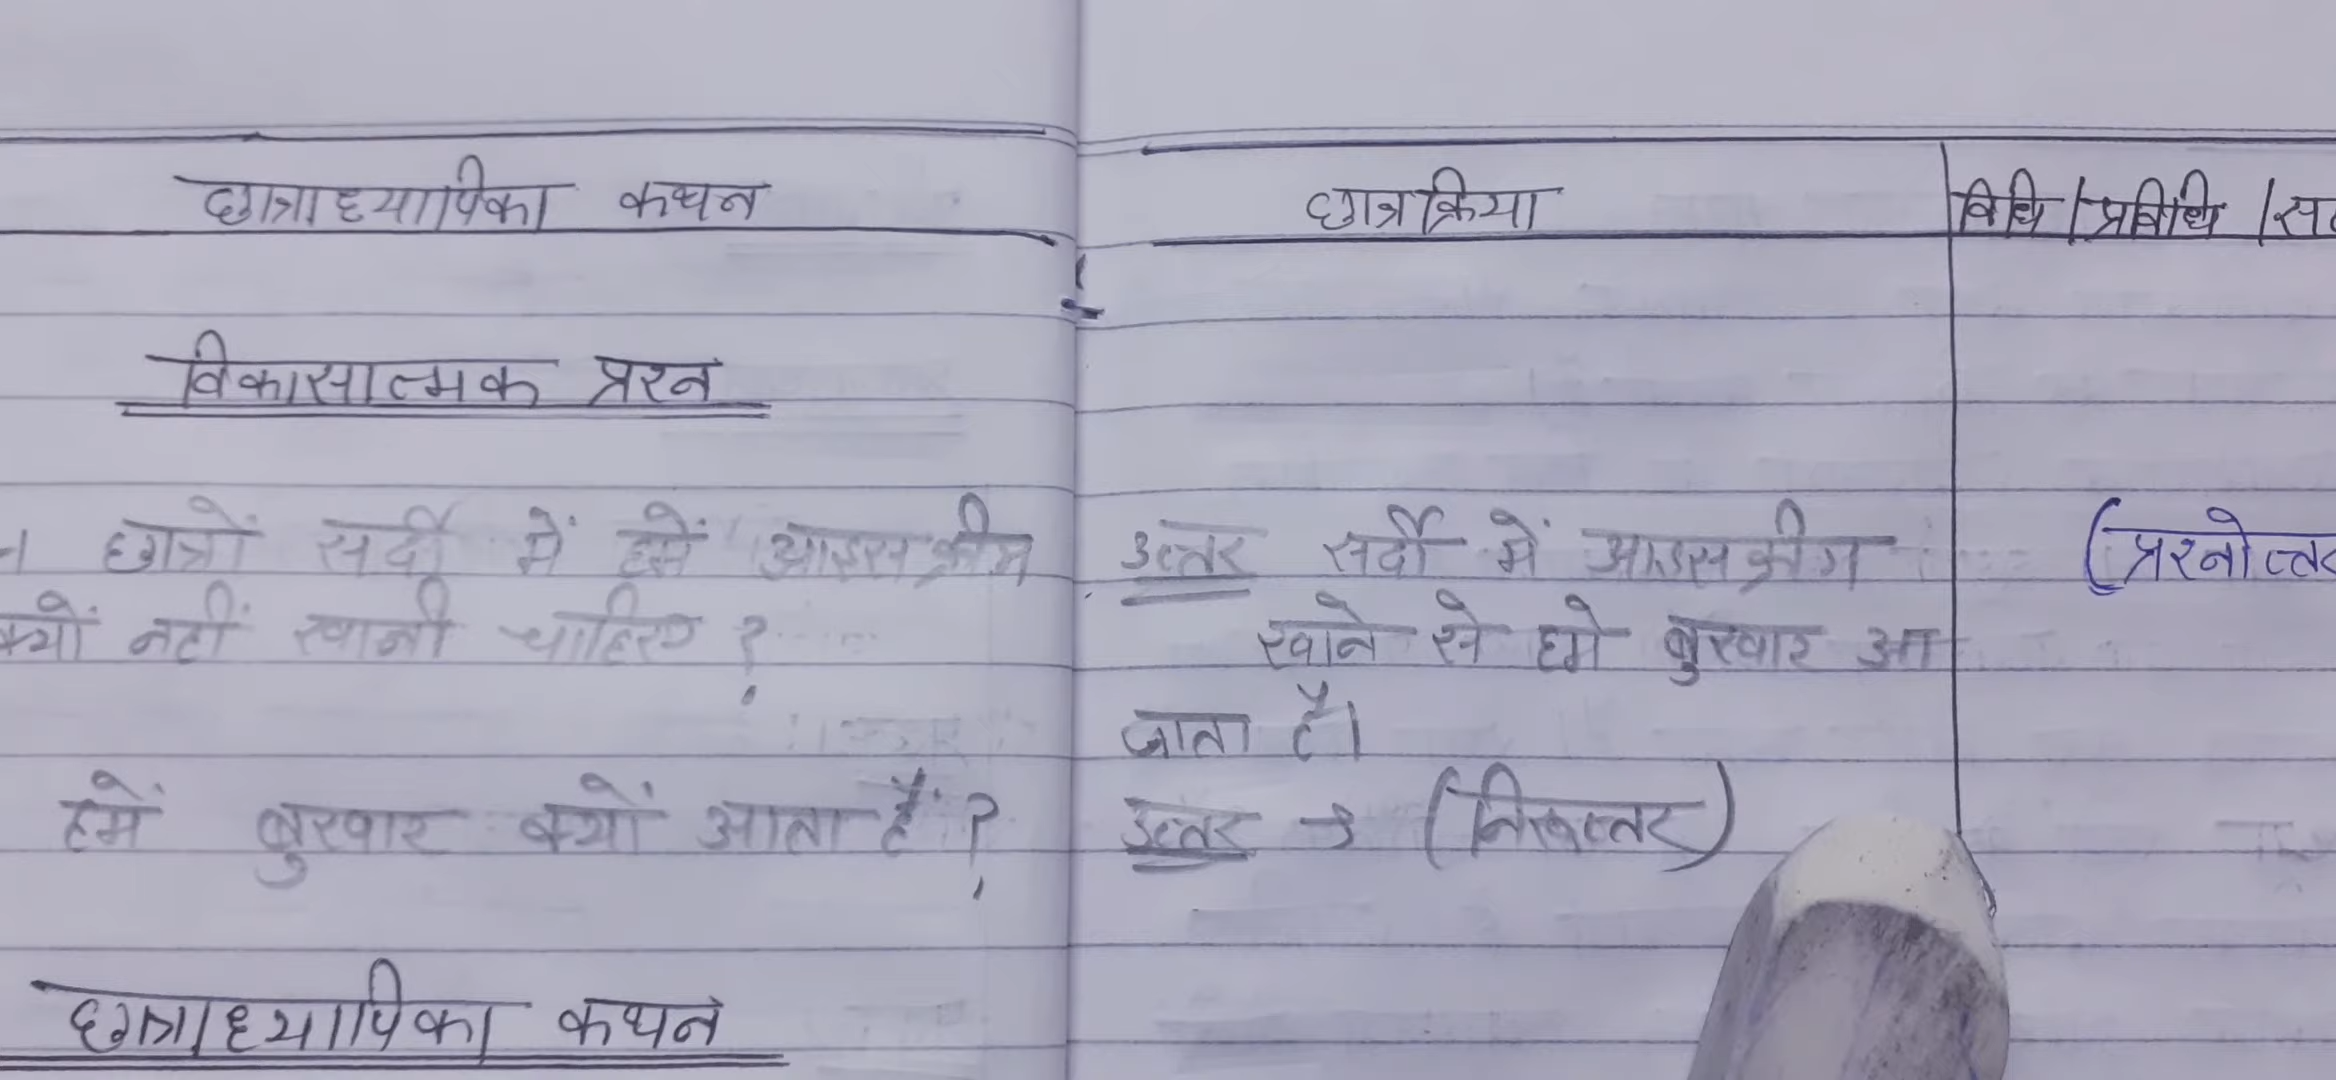 छात्राध्यापिका कथन
छात्रक्रिया
विधि / प्रविधि /
विकासात्मक प्रश्न
छात्रों सर्दी में हमें आइसक्रीम
क्यों नहीं खानी चाहिए ?
हमें बुखार क्यों आता हैं ?
छात्राध्यापिका कथन
उत्तर सर्दी में आइसक्रीम
खाने से हमे बुखार आ
जाता है।
उत्तर → (निरूत्तर)
(प्रश्नोत्तर